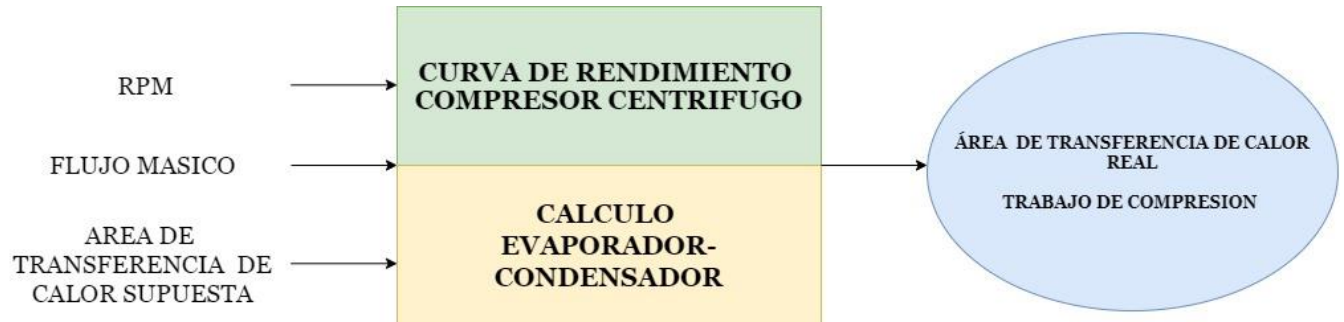 RPM
FLUJO MASICO
AREA DE
TRANSFERENCIA DE
CALOR SUPUESTA
CURVA DE RENDIMIENTO
COMPRESOR CENTRIFUGO
CALCULO
EVAPORADOR-
CONDENSADOR
ÁREA DE TRANSFERENCIA DE CALOR
REAL
TRABAJO DE COMPRESION